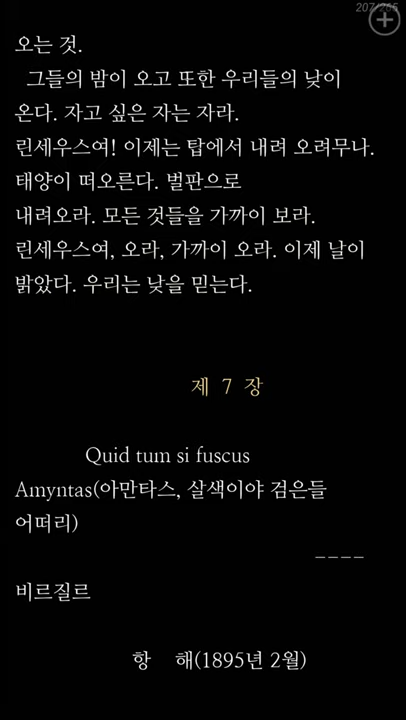 207/265
오는 것.
그들의 밤이 오고 또한 우리들의 낮이
온다. 자고 싶은 자는 자라.
린세우스여! 이제는 탑에서 내려 오려무나.
태양이 떠오른다. 벌판으로
내려오라. 모든 것들을 가까이 보라.
린세우스여, 오라, 가까이 오라. 이제 날이
밝았다. 우리는 낮을 믿는다.
제 7 장
Quid tum si fuscus
Amyntas(아만타스, 살색이야 검은들
어떠리)
────
비르질르
항 해(1895년 2월)